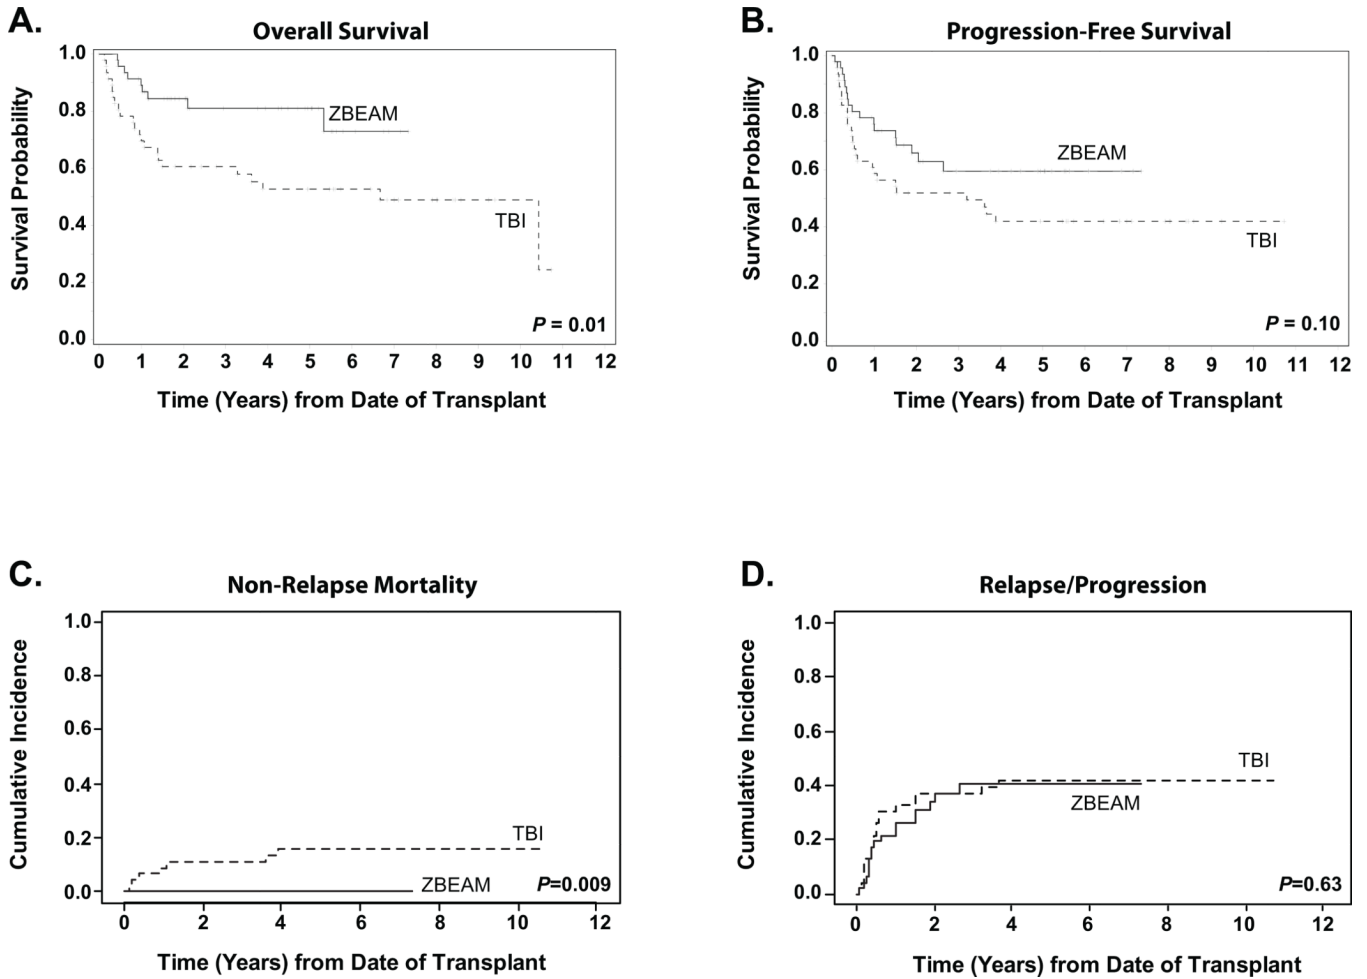 A.
Overall Survival
Survival Probability
1.0
0.8
0.6
0.4
0.2
0.0
ZBEAM
TBI
P = 0.01
0 1 2 3 4 5 6 7 8 9 10 11 12
Time (Years) from Date of Transplant
B.
Progression-Free Survival
Survival Probability
1.0
0.8
0.6
0.4
0.2
0.0
ZBEAM
TBI
P = 0.10
0 1 2 3 4 5 6 7 8 9 10 11 12
Time (Years) from Date of Transplant
C.
Non-Relapse Mortality
Cumulative Incidence
1.0
0.8
0.6
0.4
0.2
0.0
TBI
ZBEAM
P=0.009
0 2 4 6 8 10 12
Time (Years) from Date of Transplant
D.
Relapse/Progression
Cumulative Incidence
1.0
0.8
0.6
0.4
0.2
0.0
TBI
ZBEAM
P=0.63
0 2 4 6 8 10 12
Time (Years) from Date of Transplant